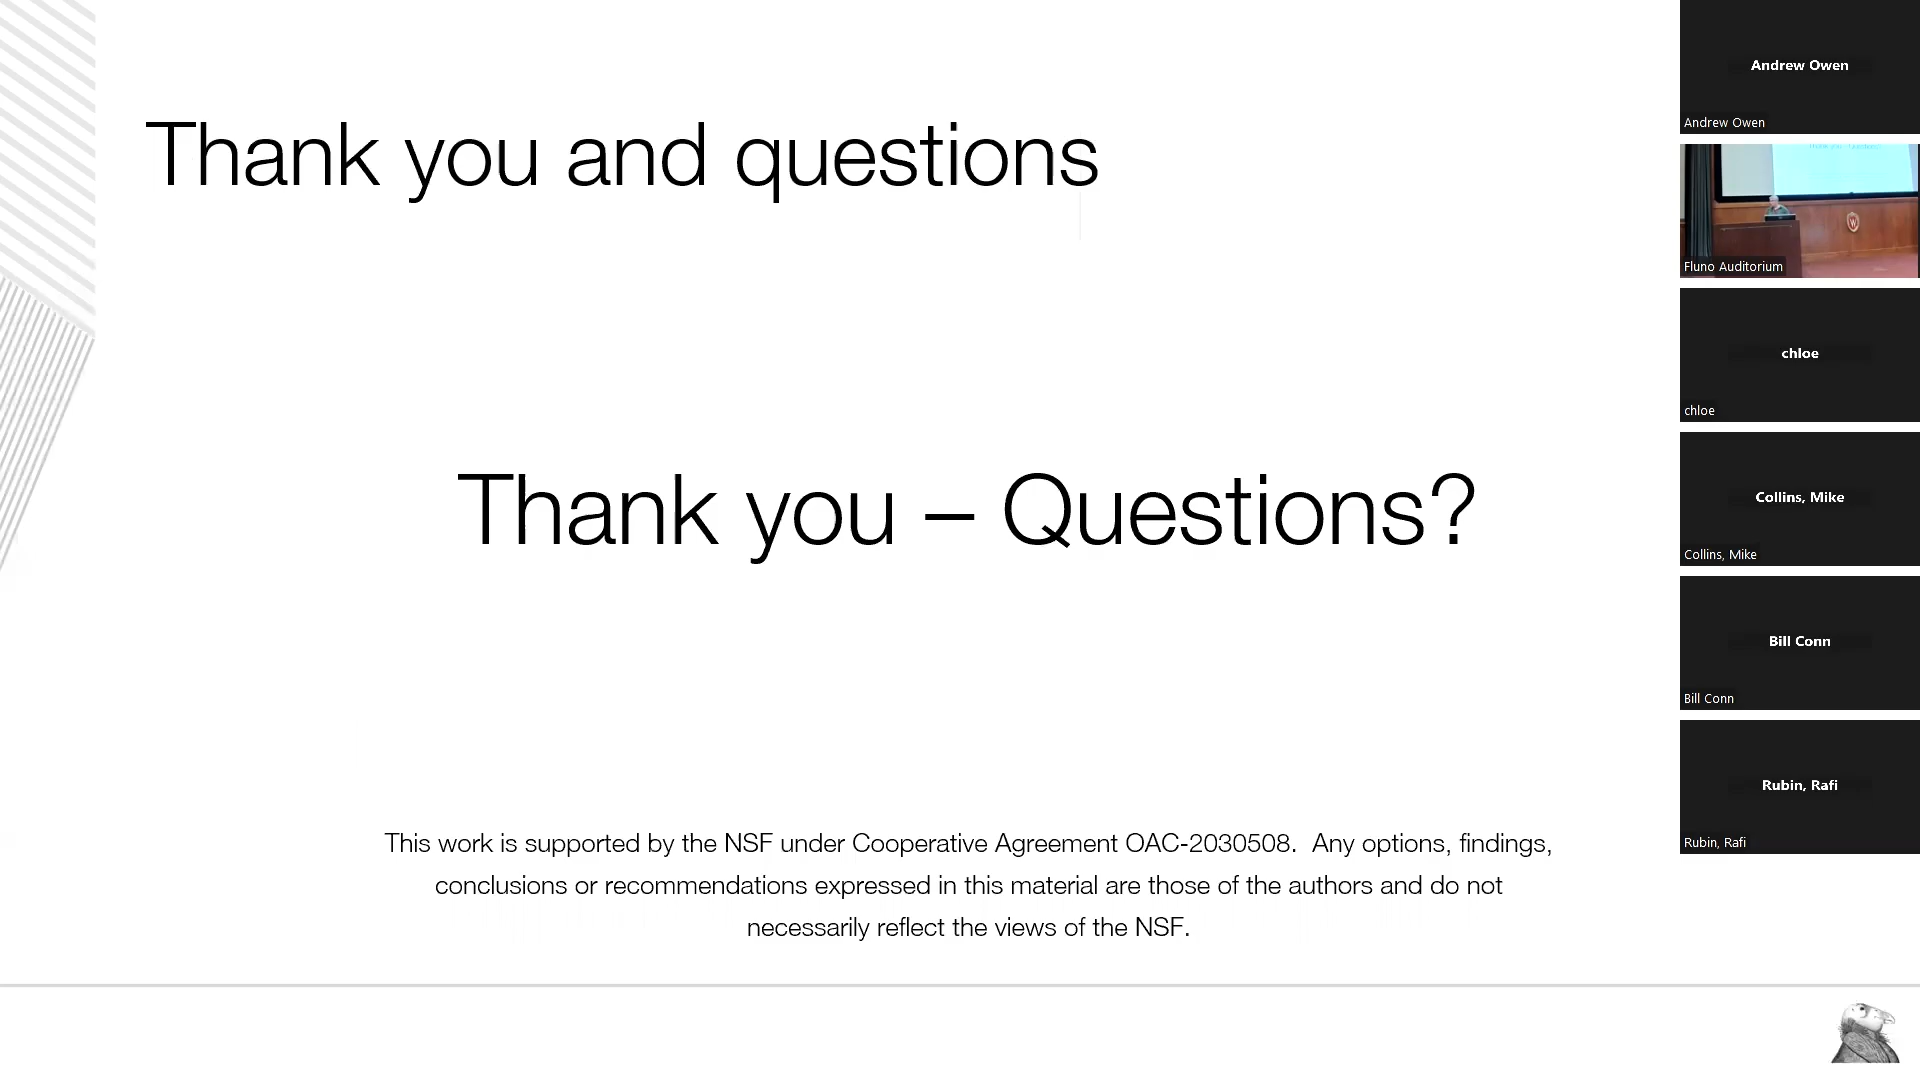 Thank you and questions
Thank you – Questions?
This work is supported by the NSF under Cooperative Agreement OAC-2030508.  Any options, findings,
conclusions or recommendations expressed in this material are those of the authors and do not
necessarily reflect the views of the NSF.
Andrew Owen
Andrew Owen
Fluno Auditorium
chloe
chloe
Collins, Mike
Collins, Mike
Bill Conn
Bill Conn
Rubin, Rafi
Rubin, Rafi